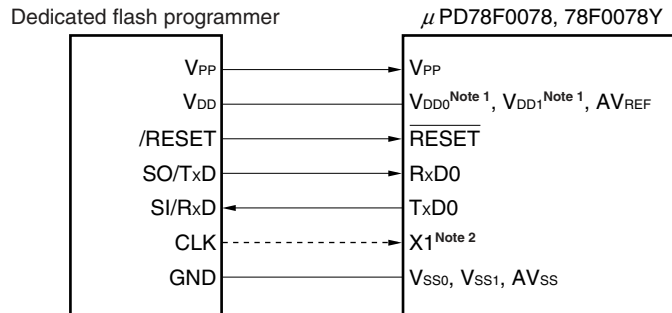 Dedicated flash programmer μ PD78F0078, 78F0078Y
VPP VPP
VDD VDD0Note 1, VDD1Note 1, AVREF
/RESET RESET
SO/TxD RxD0
SI/RxD TxD0
CLK X1Note 2
GND VSS0, VSS1, AVSS